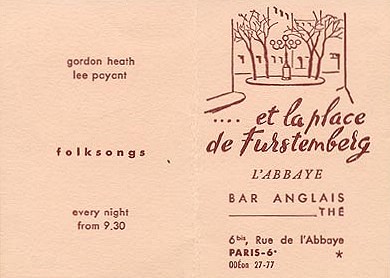 gordon heath
lee payant
folksongs
every night
from 9.30
.... et la place
de Furstemberg
L'ABBAYE
BAR ANGLAIS
THÉ
6bis, Rue de l'Abbaye
PARIS-6e *
ODÉon 27-77